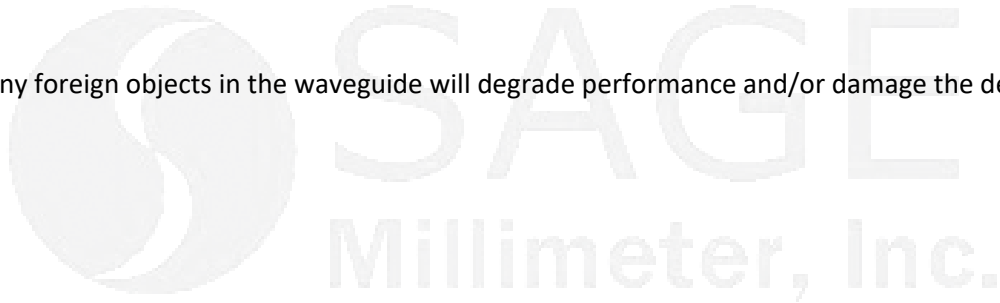 SAGE
ny foreign objects in the waveguide will degrade performance and/or damage the de
Millimeter, Inc.